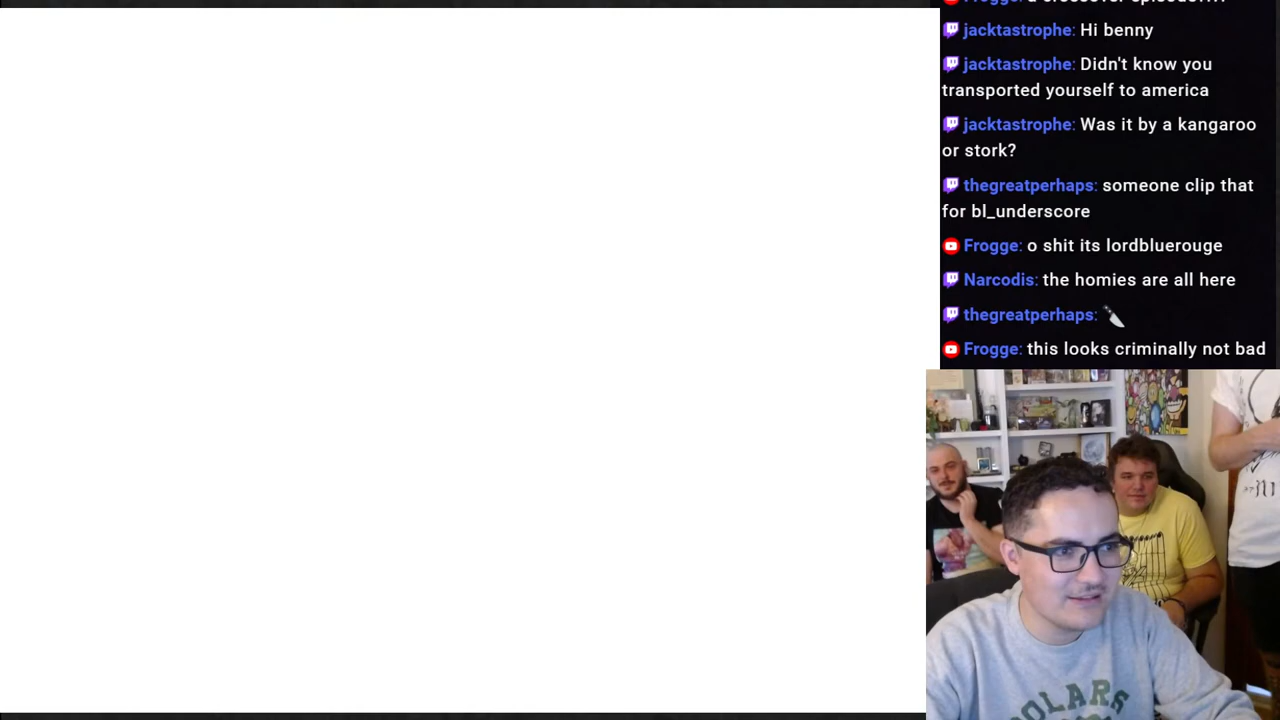 jacktastrophe: Hi benny
jacktastrophe: Didn't know you
transported yourself to america
jacktastrophe: Was it by a kangaroo
or stork?
thegreatperhaps: someone clip that
for bl_underscore
Frogge: o shit its lordbluerouge
Narcodis: the homies are all here
thegreatperhaps: 🔪
Frogge: this looks criminally not bad